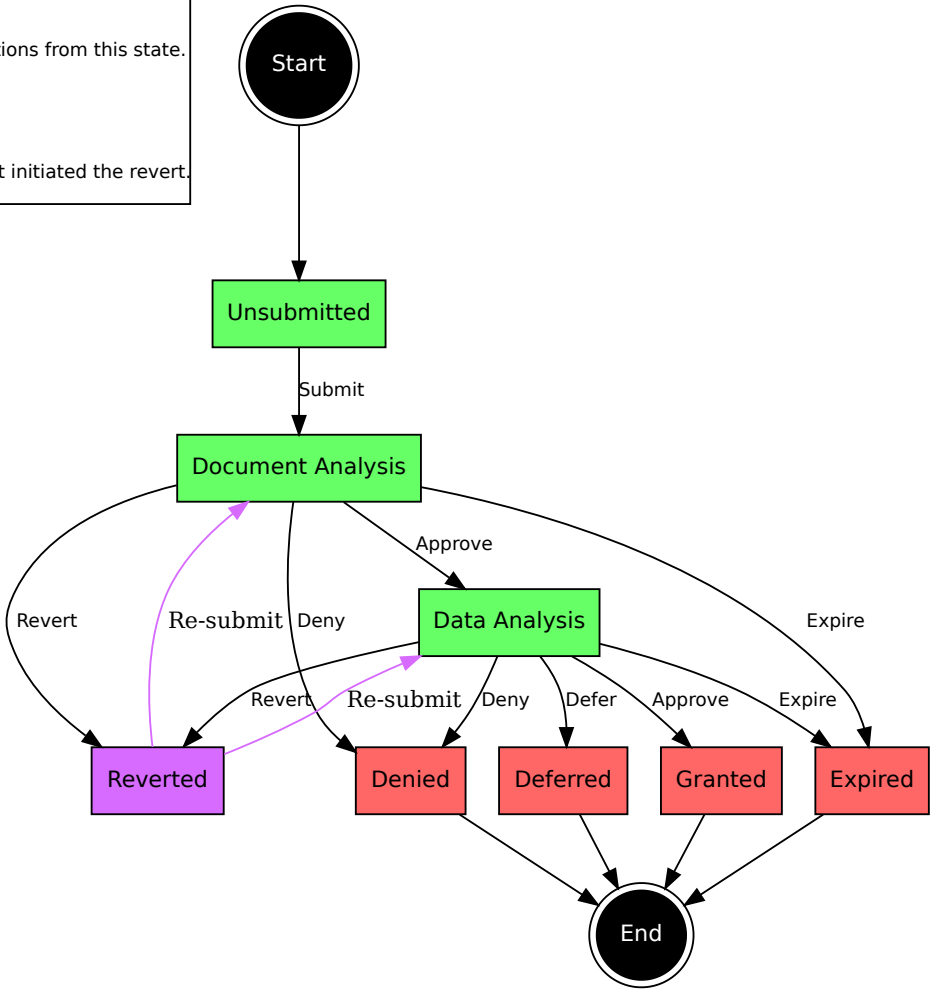 ions from this state.
Start
t initiated the revert.
Unsubmitted
Submit
Document Analysis
Approve
Revert
Re-submit
Deny
Data Analysis
Expire
Revert
Re-submit
Deny
Defer
Approve
Expire
Reverted
Denied
Deferred
Granted
Expired
End